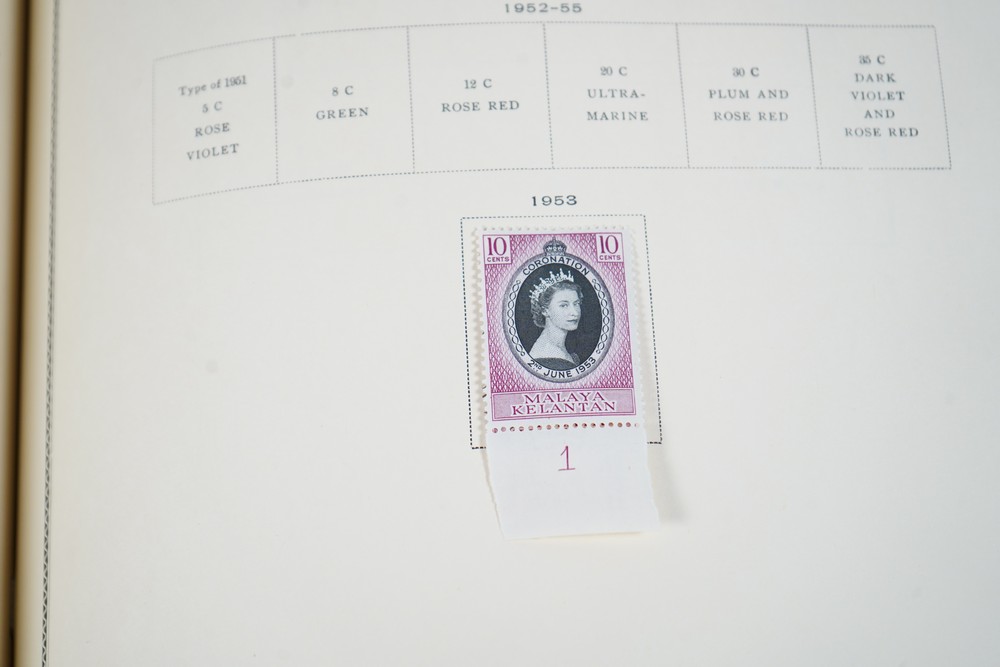 1952-55
Type of 1951
5 C
ROSE
VIOLET
8 C
GREEN
12 C
ROSE RED
20 C
ULTRA-
MARINE
30 C
PLUM AND
ROSE RED
35 C
DARK
VIOLET
AND
ROSE RED
1953
10
CENTS
10
CENTS
CORONATION
2ND JUNE 1953
MALAYA
KELANTAN
1